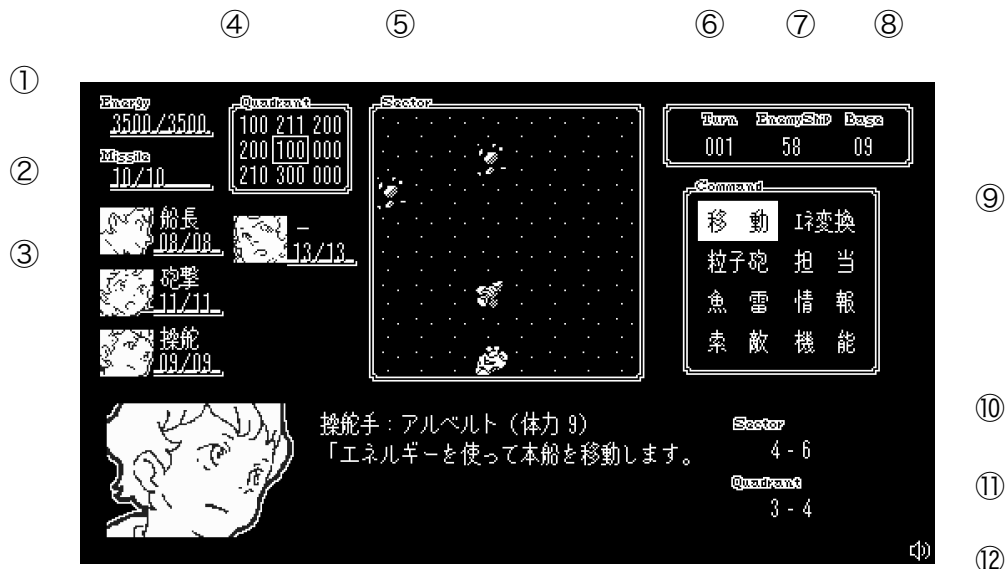 ④ ⑤ ⑥ ⑦ ⑧
①
②
③
Energy
3500/3500
Missile
10/10
船長
08/08
砲撃
11/11
操舵
09/09
–
13/13
Quadrant
100 211 200
200 100 000
210 300 000
Sector
Turn EnemyShip Base
001 58 09
Command
移動 エネ変換
粒子砲 担当
魚雷 情報
索敵 機能
⑨
操舵手：アルベルト（体力 9）
「エネルギーを使って本船を移動します。
Sector
4 - 6
Quadrant
3 - 4
⑩
⑪
⑫